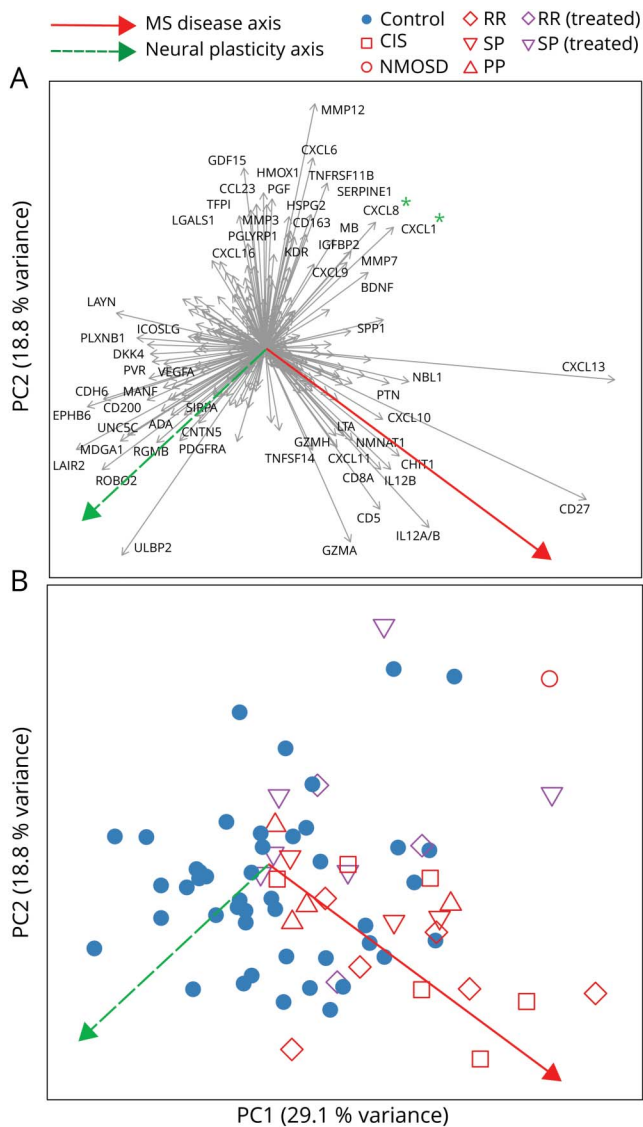 MS disease axis
Neural plasticity axis
Control
CIS
NMOSD
RR
SP
PP
RR (treated)
SP (treated)
A
MMP12
CXCL6
GDF15
HMOX1
TNFRSF11B
CCL23
PGF
SERPINE1
TFPI
HSPG2
CXCL8 *
LGALS1
MMP3
CD163
MB
CXCL1 *
PGLYRP1
IGFBP2
CXCL16
KDR
MMP7
CXCL9
BDNF
LAYN
ICOSLG
SPP1
PLXNB1
DKK4
CXCL13
PVR
VEGFA
NBL1
CDH6
MANF
PTN
EPHB6
CD200
SIRPA
CXCL10
UNC5C
ADA
LTA
CNTN5
GZMH
NMNAT1
MDGA1
RGMB
PDGFRA
TNFSF14
CXCL11
CHIT1
LAIR2
ROBO2
CD8A
IL12B
CD27
CD5
IL12A/B
ULBP2
GZMA
PC2 (18.8 % variance)
B
PC2 (18.8 % variance)
PC1 (29.1 % variance)